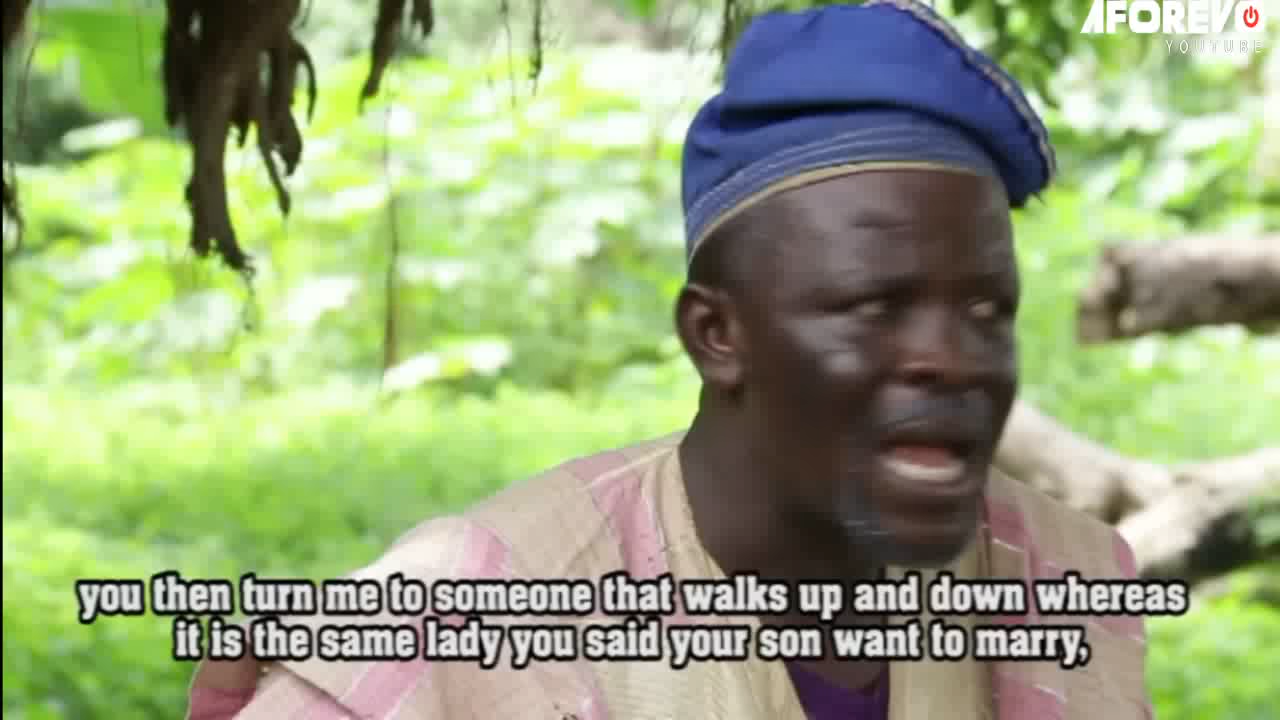 AFOREVO
YOUTUBE
you then turn me to someone that walks up and down whereas
it is the same lady you said your son want to marry,